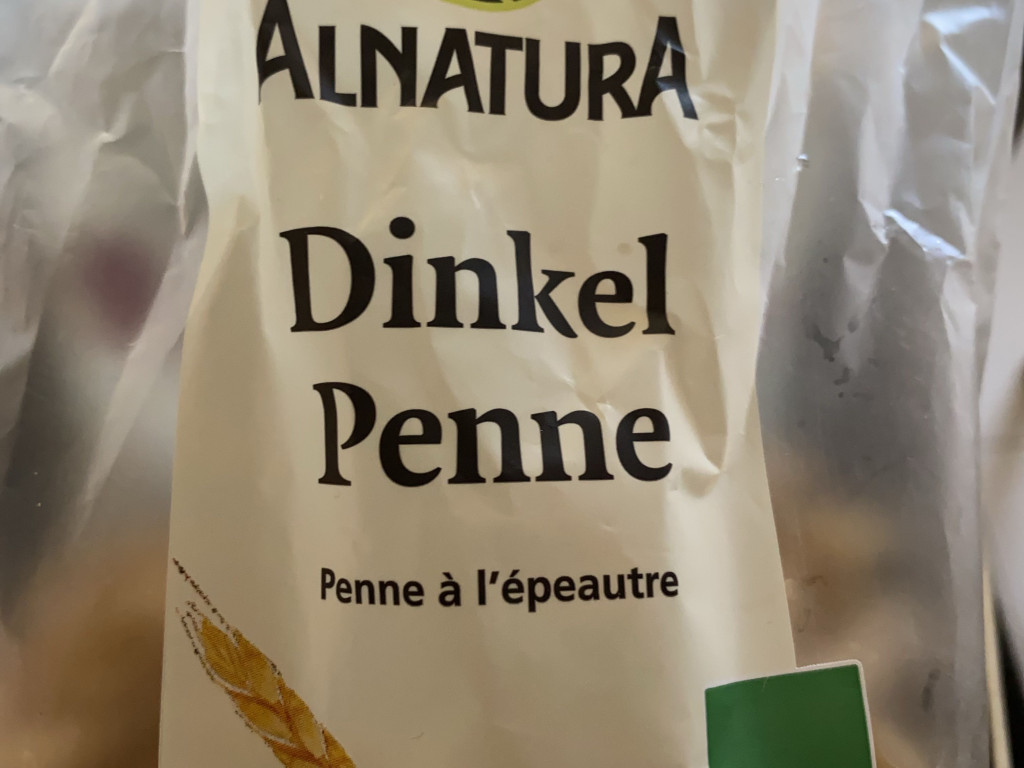 ALNATURA
Dinkel
Penne
Penne à l'épeautre